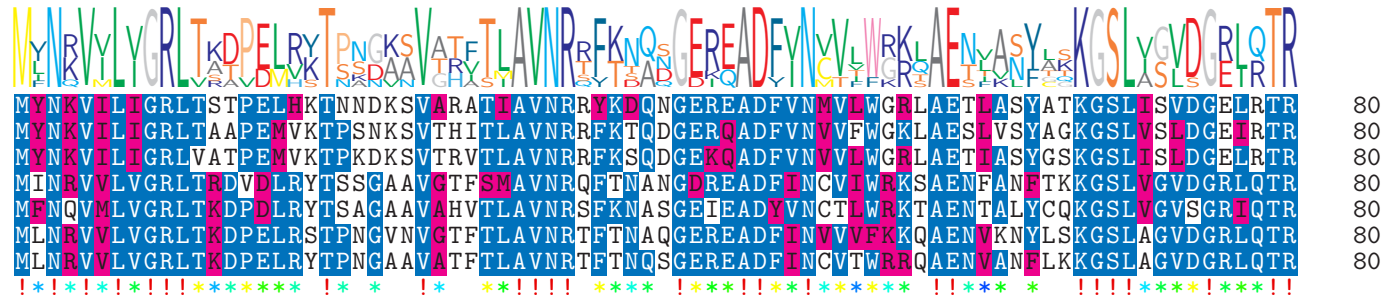 MYNKVILIGRLTSTPELHKTNNDKSVARATIAVNRRYKDQNGEREADFVNMVLWGRLAETLASYATKGSLISVDGELRTR 80
MYNKVILIGRLTAAPEMVKTPSNKSVTHITLAVNRRFKTQDGERQADFVNVVFWGKLAESLVSYAGKGSLVSLDGEIRTR 80
MYNKVILIGRLVATPEMVKTPKDKSVTRVTLAVNRRFKSQDGEKQADFVNVVLWGRLAETIASYGSKGSLISLDGELRTR 80
MINRVVLVGRLTRDVDLRYTSSGAAVGTFSMAVNRQFTNANGDREADFINCVIWRKSAENFANFTKKGSLVGVDGRLQTR 80
MFNQVMLVGRLTKDPDLRYTSAGAAVAHVTLAVNRSFKNASGEIEADYVNCTLWRKTAENTALYCQKGSLVGVSGRIQTR 80
MLNRVVLVGRLTKDPELRSTPNGVNVGTFTLAVNRTFTNAQGEREADFINVVVFKKQAENVKNYLSKGSLAGVDGRLQTR 80
MLNRVVLVGRLTKDPELRYTPNGAAVATFTLAVNRTFTNQSGEREADFINCVTWRRQAENVANFLKKGSLAGVDGRLQTR 80
!*!*!*!*!!!******* !* *  !*  **!!!! **** !***!!**!****** !!*** *  !!!!****!***!!